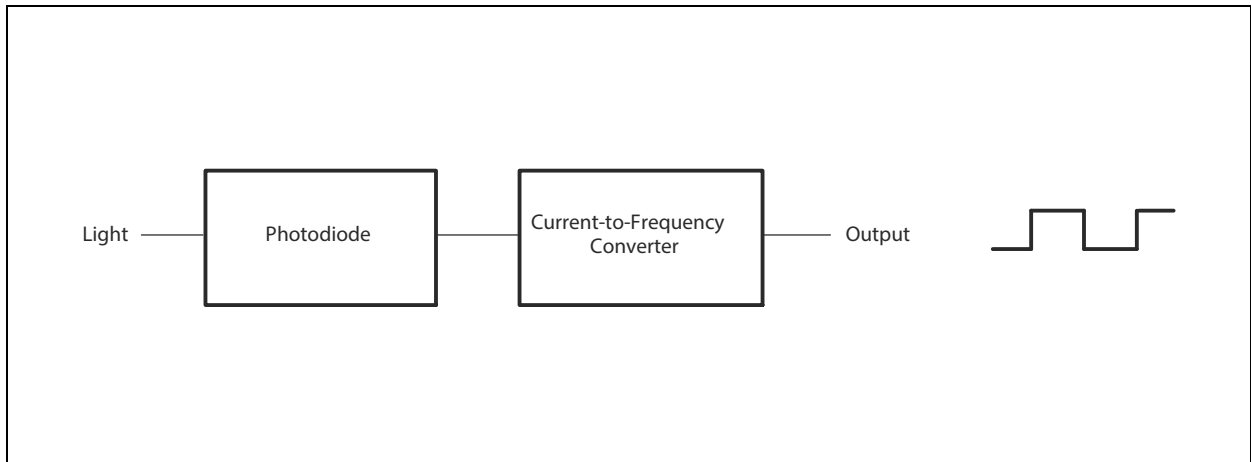 Light
Photodiode
Current-to-Frequency
Converter
Output